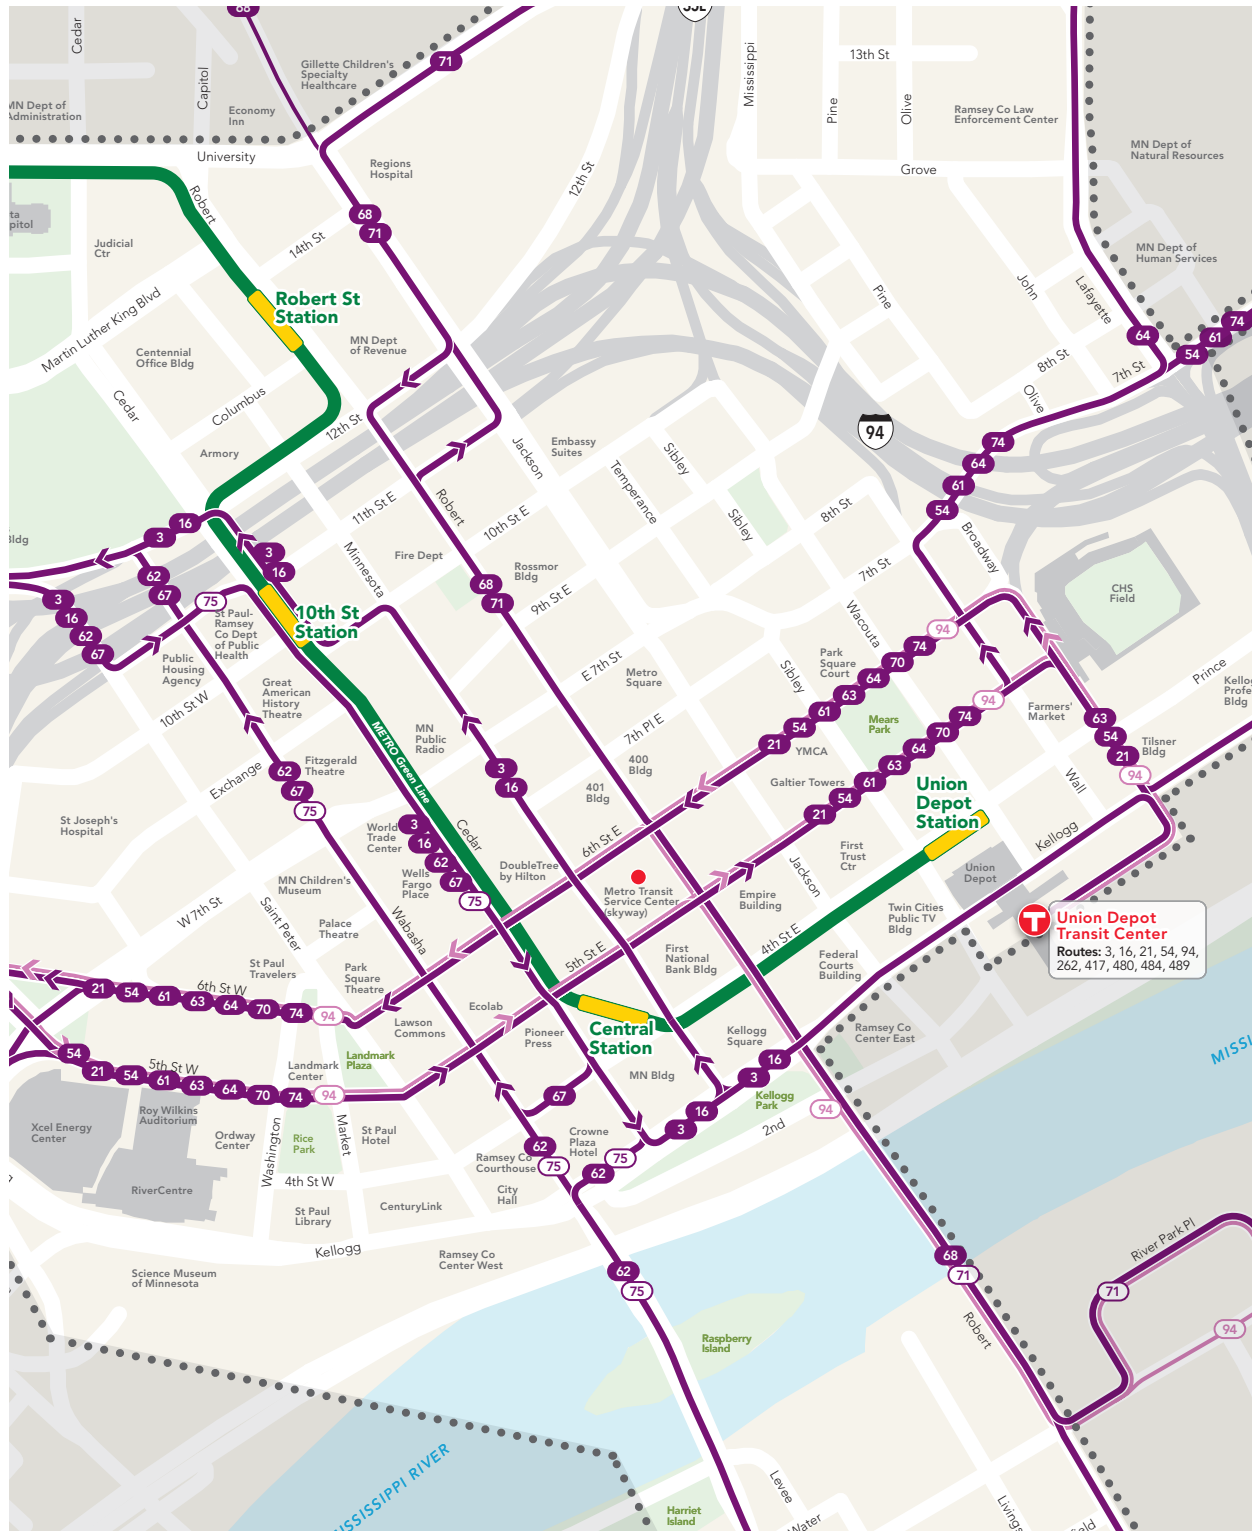 68
35E
Cedar
Capitol
71
Gillette Children's
Specialty
Healthcare
Mississippi
13th St
Pine
Olive
MN Dept of
Administration
Economy
Inn
Ramsey Co Law
Enforcement Center
MN Dept of
Natural Resources
University
Regions
Hospital
12th St
Grove
Robert
68
71
14th St
Judicial
Ctr
MN Dept of
Human Services
John
Lafayette
Pine
Robert St
Station
Martin Luther King Blvd
MN Dept
of Revenue
Centennial
Office Bldg
64
74
61
54
8th St
7th St
Olive
Cedar
Columbus
12th St
Armory
94
Jackson
Embassy
Suites
Sibley
Temperance
74
64
61
54
11th St E
Robert
10th St E
Sibley
8th St
Broadway
16
3
3
16
Bldg
Minnesota
Fire Dept
Rossmor
Bldg
7th St
62
67
68
71
9th St E
CHS
Field
3
16
62
67
75
St Paul-
Ramsey
Co Dept
of Public
Health
10th St
Station
Wacouta
94
Public
Housing
Agency
E 7th St
Metro
Square
Sibley
Park
Square
Court
74
70
64
63
61
54
21
Prince
Great
American
History
Theatre
10th St W
METRO Green Line
MN
Public
Radio
7th Pl E
Mears
Park
94
74
70
64
63
61
54
21
Farmers'
Market
63
54
21
94
Tilsner
Bldg
YMCA
400
Bldg
401
Bldg
Galtier Towers
Fitzgerald
Theatre
Exchange
62
67
75
3
16
Union
Depot
Station
Wall
Kellogg
St Joseph's
Hospital
World
Trade
Center
3
16
62
67
75
Cedar
6th St E
DoubleTree
by Hilton
Wells
Fargo
Place
First
Trust
Ctr
Jackson
Union
Depot
MN Children's
Museum
Metro Transit
Service Center
(skyway)
Empire
Building
W 7th St
Saint Peter
Palace
Theatre
Wabasha
Twin Cities
Public TV
Bldg
Union Depot
Transit Center
Routes: 3, 16, 21, 54, 94,
262, 417, 480, 484, 489
4th St E
5th St E
First
National
Bank Bldg
Federal
Courts
Building
St Paul
Travelers
Park
Square
Theatre
6th St W
21
54
61
63
64
70
74
94
Ecolab
Lawson
Commons
Pioneer
Press
Central
Station
Kellogg
Square
Ramsey Co
Center East
54
5th St W
21
54
61
63
64
70
74
94
Landmark
Center
Landmark
Plaza
MN Bldg
16
3
Kellogg
Park
67
16
3
94
2nd
Roy Wilkins
Auditorium
Xcel Energy
Center
Ordway
Center
Washington
Rice
Park
Market
St Paul
Hotel
Crowne
Plaza
Hotel
62
75
75
62
Ramsey Co
Courthouse
4th St W
RiverCentre
City
Hall
CenturyLink
St Paul
Library
Kellogg
Ramsey Co
Center West
Science Museum
of Minnesota
62
75
68
71
River Park Pl
71
94
Robert
Raspberry
Island
Levee
Water
Harriet
Island